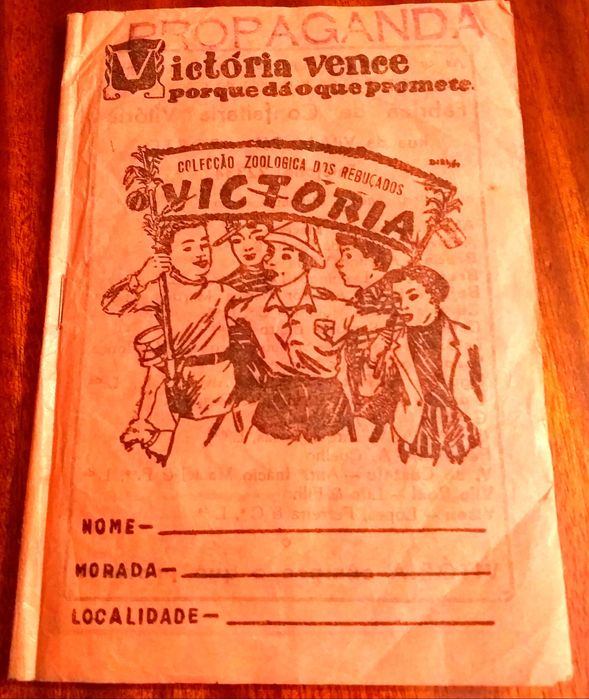 PROPAGANDA
Victória vence
porque dá o que promete.
COLECÇÃO ZOOLOGICA DOS REBUÇADOS
VICTÓRIA
NOME—
MORADA—
LOCALIDADE—